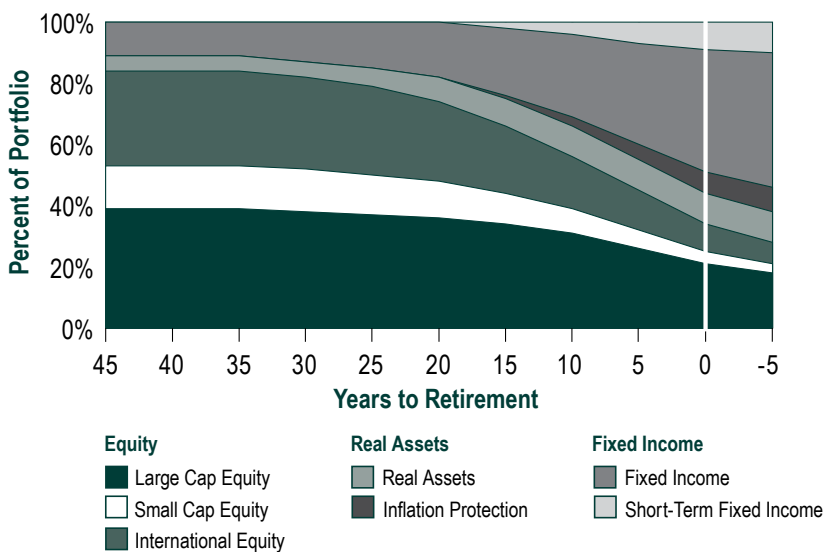 100%
80%
60%
40%
20%
0%
Percent of Portfolio
45 40 35 30 25 20 15 10 5 0 -5
Years to Retirement
Equity Real Assets Fixed Income
Large Cap Equity Real Assets Fixed Income
Small Cap Equity Inflation Protection Short-Term Fixed Income
International Equity